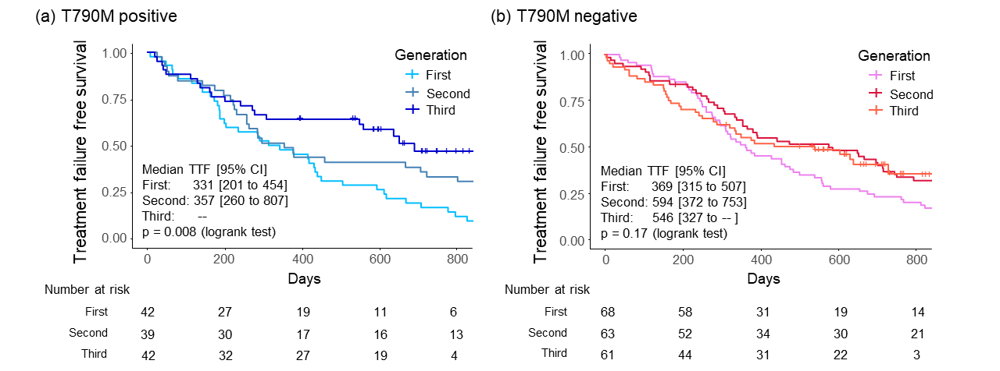 (a) T790M positive
Treatment failure free survival
1.00
0.75
0.50
0.25
0.00
Generation
First
Second
Third
Median TTF [95% CI]
First: 331 [201 to 454]
Second: 357 [260 to 807]
Third: --
p = 0.008 (logrank test)
0 200 400 600 800
Days
Number at risk
First 42 27 19 11 6
Second 39 30 17 16 13
Third 42 32 27 19 4
(b) T790M negative
Treatment failure free survival
1.00
0.75
0.50
0.25
0.00
Generation
First
Second
Third
Median TTF [95% CI]
First: 369 [315 to 507]
Second: 594 [372 to 753]
Third: 546 [327 to -- ]
p = 0.17 (logrank test)
0 200 400 600 800
Days
Number at risk
First 68 58 31 19 14
Second 63 52 34 30 21
Third 61 44 31 22 3